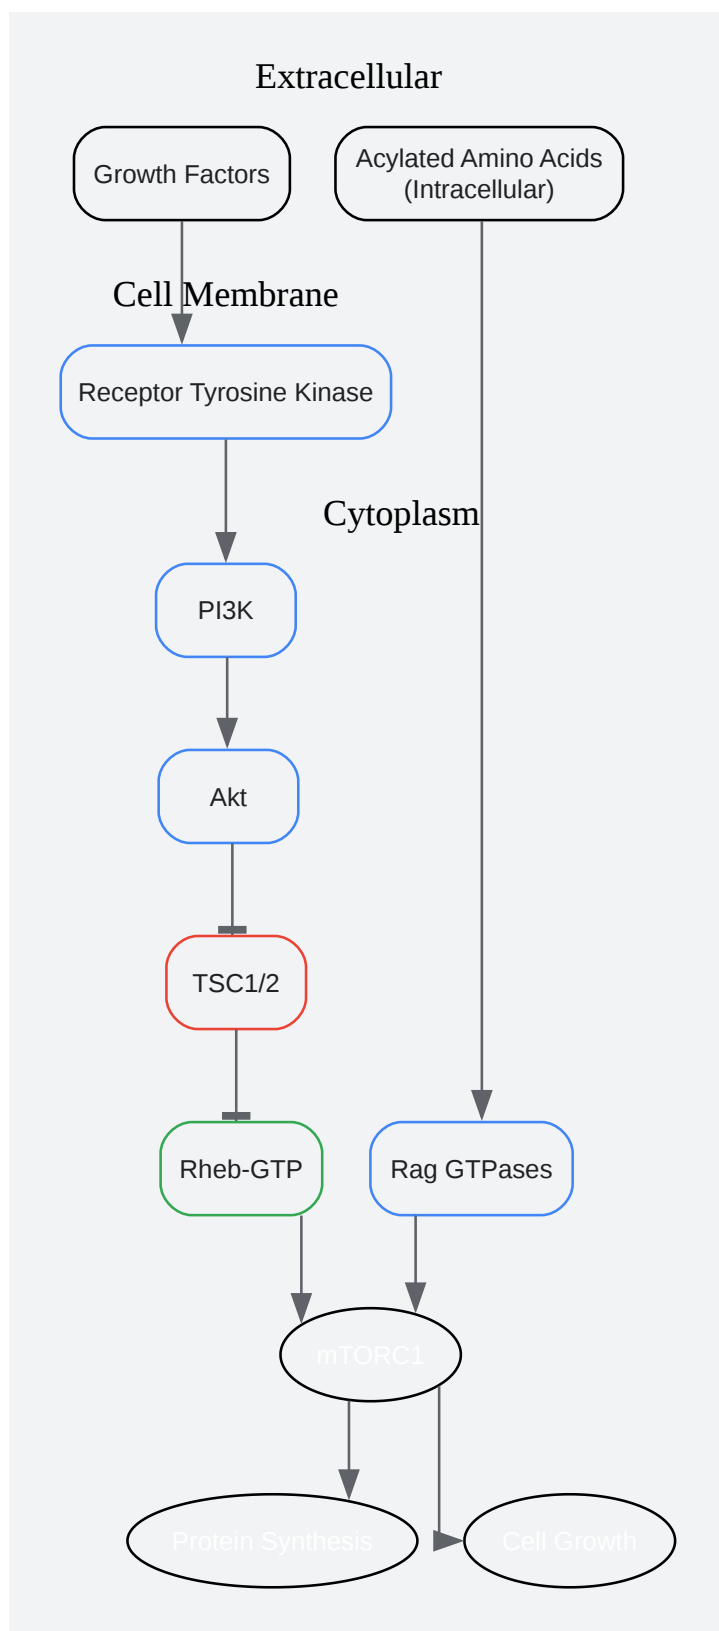 Extracellular
Growth Factors
Acylated Amino Acids
(Intracellular)
Cell Membrane
Receptor Tyrosine Kinase
Cytoplasm
PI3K
Akt
TSC1/2
Rheb-GTP
Rag GTPases
mTORC1
Protein Synthesis
Cell Growth